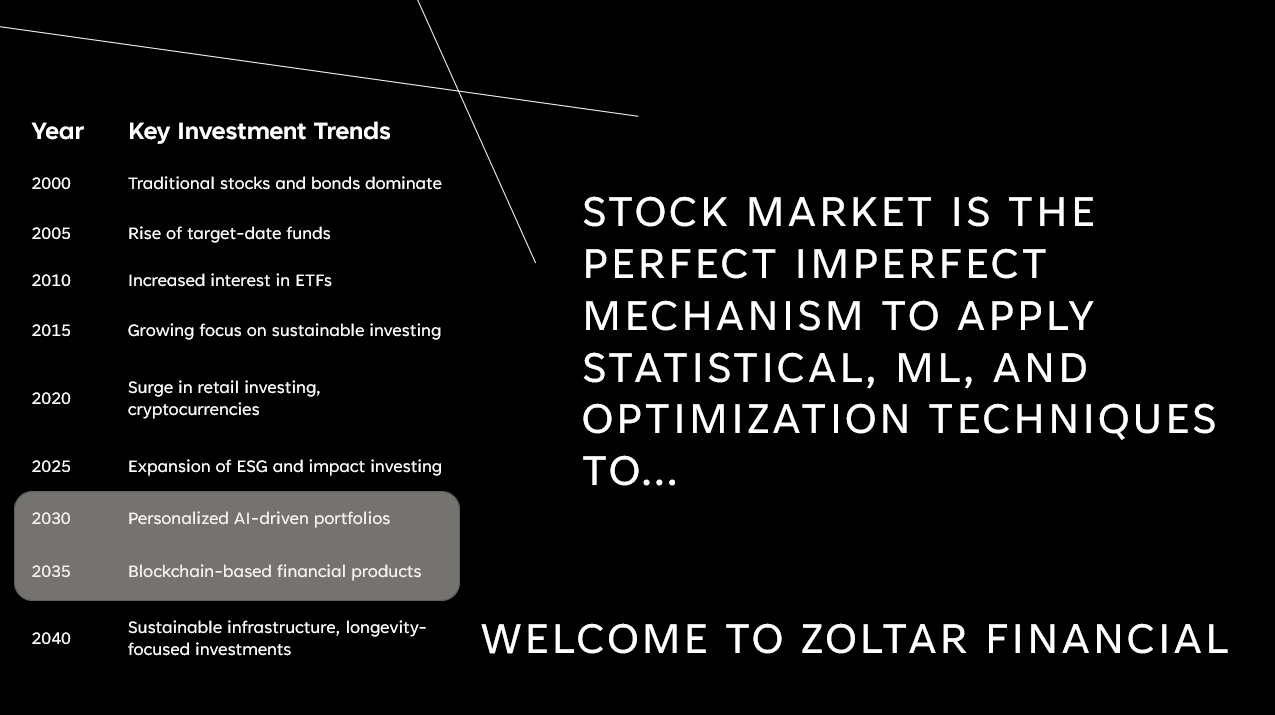 Year Key Investment Trends
2000 Traditional stocks and bonds dominate
2005 Rise of target-date funds
2010 Increased interest in ETFs
2015 Growing focus on sustainable investing
2020 Surge in retail investing,
cryptocurrencies
2025 Expansion of ESG and impact investing
2030 Personalized AI-driven portfolios
2035 Blockchain-based financial products
2040 Sustainable infrastructure, longevity-
focused investments
STOCK MARKET IS THE
PERFECT IMPERFECT
MECHANISM TO APPLY
STATISTICAL, ML, AND
OPTIMIZATION TECHNIQUES
TO...
WELCOME TO ZOLTAR FINANCIAL